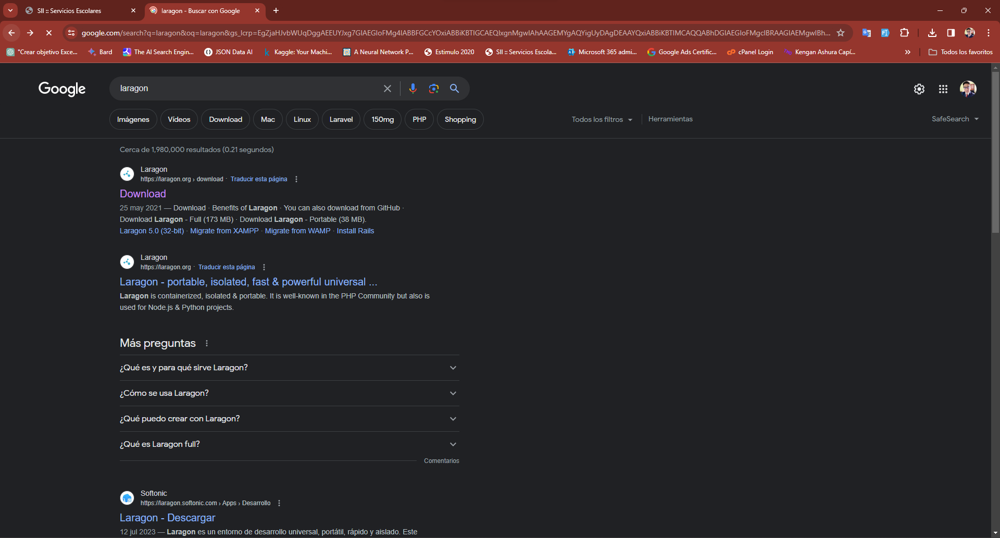 SII :: Servicios Escolares
laragon - Buscar con Google
google.com/search?q=laragon&oq=laragon&gs_lcrp=
"Crear objetivo Exce...
Bard
The AI Search Engin...
JSON Data AI
Kaggle: Your Machi...
A Neural Network P...
Estimulo 2020
SII :: Servicios Escola...
Microsoft 365 admi...
Google Ads Certific...
cPanel Login
Kengan Ashura Capí...
Todos los favoritos
Google
laragon
Imágenes
Vídeos
Download
Mac
Linux
Laravel
150mg
PHP
Shopping
Todos los filtros
Herramientas
SafeSearch
Cerca de 1,980,000 resultados (0.21 segundos)
Laragon
https://laragon.org › download · Traducir esta página
Download
25 may 2021 — Download · Benefits of Laragon · You can also download from GitHub ·
Download Laragon - Full (173 MB) · Download Laragon - Portable (38 MB).
Laragon 5.0 (32-bit) · Migrate from XAMPP · Migrate from WAMP · Install Rails
Laragon
https://laragon.org · Traducir esta página
Laragon - portable, isolated, fast & powerful universal ...
Laragon is containerized, isolated & portable. It is well-known in the PHP Community but also is
used for Node.js & Python projects.
Más preguntas
¿Qué es y para qué sirve Laragon?
¿Cómo se usa Laragon?
¿Qué puedo crear con Laragon?
¿Qué es Laragon full?
Comentarios
Softonic
https://laragon.softonic.com › Apps › Desarrollo
Laragon - Descargar
12 jul 2023 — Laragon es un entorno de desarrollo universal, portátil, rápido y aislado. Este